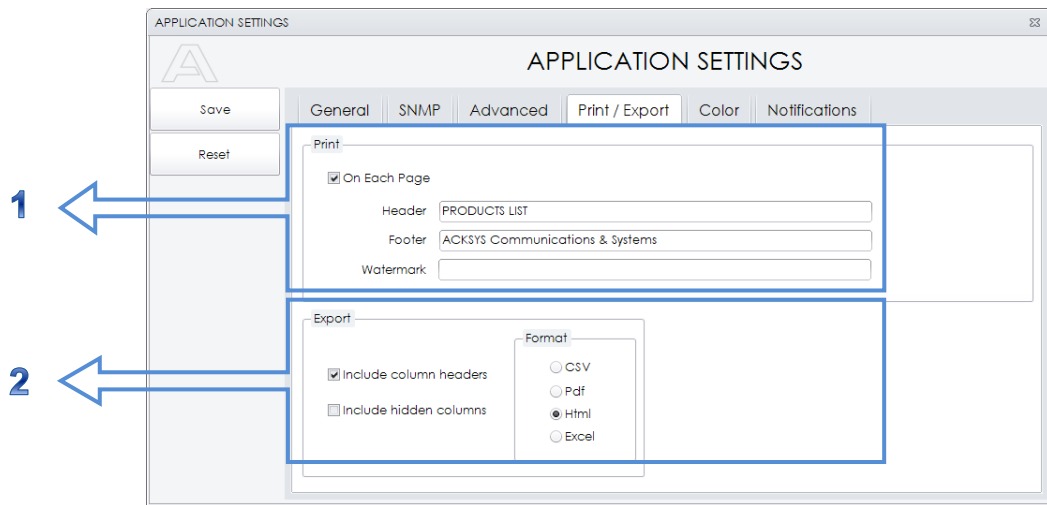 APPLICATION SETTINGS
APPLICATION SETTINGS
Save
Reset
General SNMP Advanced Print / Export Color Notifications
Print
On Each Page
Header PRODUCTS LIST
Footer ACKSYS Communications & Systems
Watermark
1
Export
Format
Include column headers
Include hidden columns
CSV
Pdf
Html
Excel
2